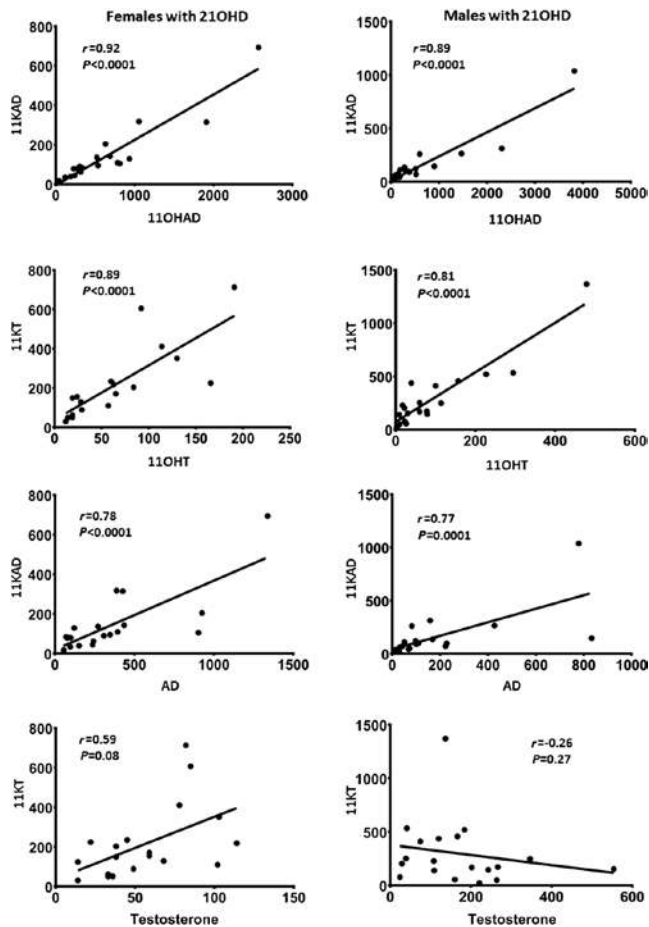 Females with 21OHD
Males with 21OHD
r=0.92
P<0.0001
11KAD
800
600
400
200
0
0
1000
2000
3000
11OHAD
r=0.89
P<0.0001
11KAD
1500
1000
500
0
0
1000
2000
3000
4000
5000
11OHAD
r=0.89
P<0.0001
11KT
800
600
400
200
0
0
50
100
150
200
250
11OHT
r=0.81
P<0.0001
11KT
1500
1000
500
0
0
200
400
600
11OHT
r=0.78
P<0.0001
11KAD
800
600
400
200
0
0
500
1000
1500
AD
r=0.77
P=0.0001
11KAD
1500
1000
500
0
0
200
400
600
800
1000
AD
r=0.59
P=0.08
11KT
800
600
400
200
0
0
50
100
150
Testosterone
r=-0.26
P=0.27
11KT
1500
1000
500
0
0
200
400
600
Testosterone